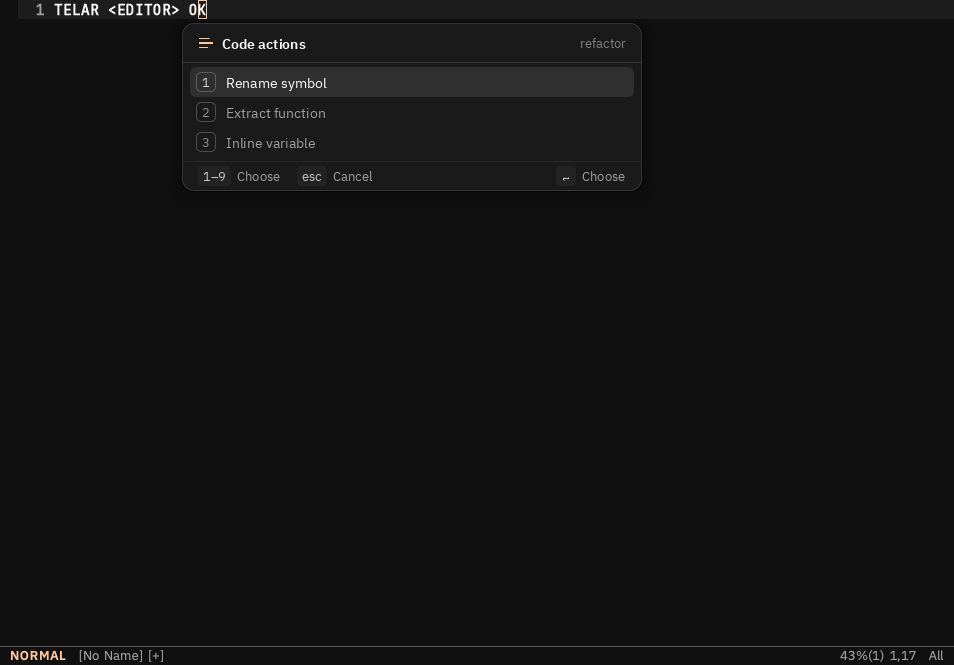 1 TELAR <EDITOR> OK
Code actions refactor
1 Rename symbol
2 Extract function
3 Inline variable
1–9 Choose esc Cancel ↵ Choose
NORMAL [No Name] [+] 43%(1) 1,17 All